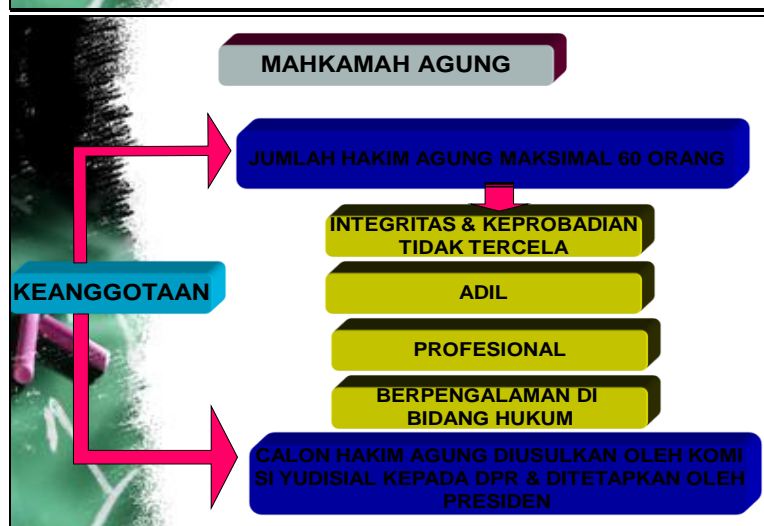 MAHKAMAH AGUNG
JUMLAH HAKIM AGUNG MAKSIMAL 60 ORANG
INTEGRITAS & KEPROBADIAN
TIDAK TERCELA
KEANGGOTAAN
ADIL
PROFESIONAL
BERPENGALAMAN DI
BIDANG HUKUM
CALON HAKIM AGUNG DIUSULKAN OLEH KOMI
SI YUDISIAL KEPADA DPR & DITETAPKAN OLEH
PRESIDEN